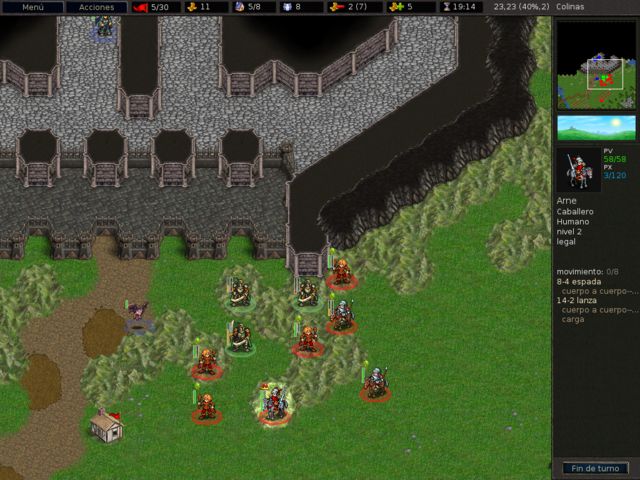 Menú
Acciones
5/30
11
5/8
8
2 (7)
5
19:14
23,23 (40%,2)
Colinas
PV
58/58
PX
3/120
Arne
Caballero
Humano
nivel 2
legal
movimiento: 0/8
8-4 espada
cuerpo a cuerpo--...
14-2 lanza
cuerpo a cuerpo--...
carga
Fin de turno